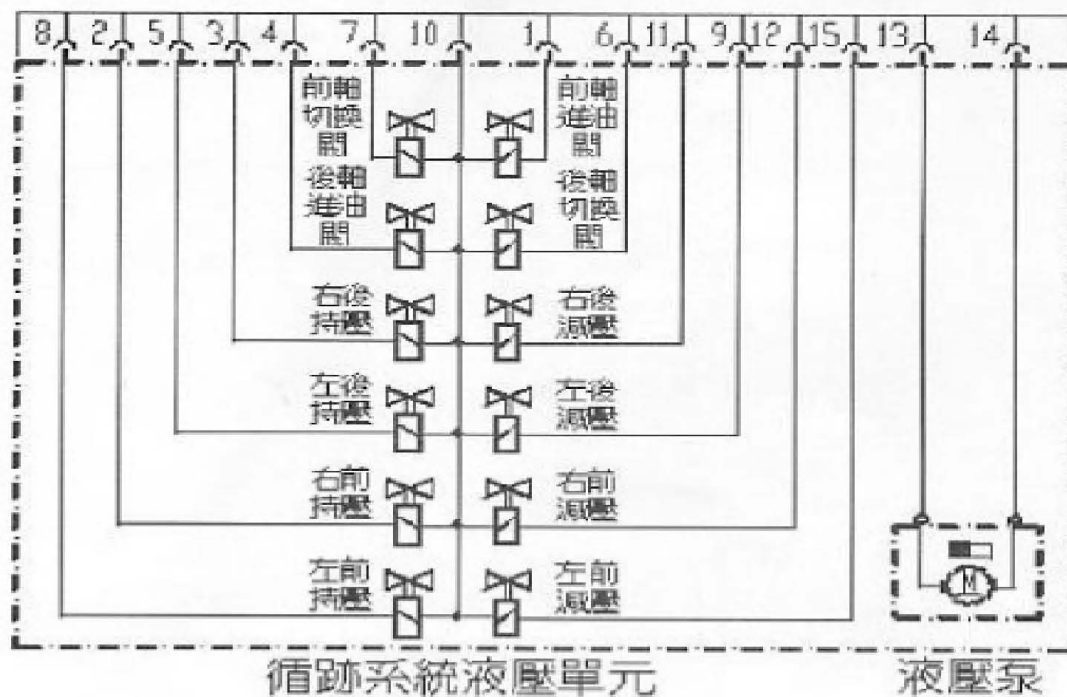 8 2 5 3 4 7 10 1 6 11 9 12 15 13 14
前軸
切換
閥
前軸
進油
閥
後軸
進油
閥
後軸
切換
閥
右後
持壓
右後
減壓
左後
持壓
左後
減壓
右前
持壓
右前
減壓
左前
持壓
左前
減壓
M
循跡系統液壓單元
液壓泵